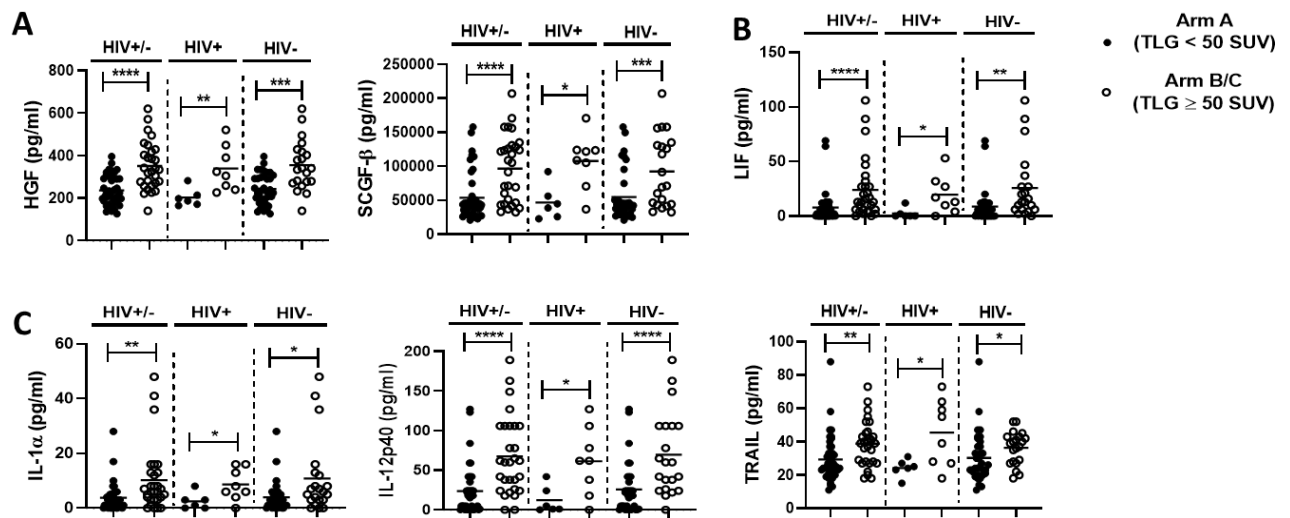 A
HIV+/- HIV+ HIV-
HGF (pg/ml)
800
600
400
200
0
**** ** ***
HIV+/- HIV+ HIV-
SCGF-β (pg/ml)
250000
200000
150000
100000
50000
0
**** * ***
B
HIV+/- HIV+ HIV-
LIF (pg/ml)
150
100
50
0
**** * **
Arm A
(TLG < 50 SUV)
Arm B/C
(TLG ≥ 50 SUV)
C
HIV+/- HIV+ HIV-
IL-1α (pg/ml)
60
40
20
0
** * *
HIV+/- HIV+ HIV-
IL-12p40 (pg/ml)
200
150
100
50
0
**** * ****
HIV+/- HIV+ HIV-
TRAIL (pg/ml)
100
80
60
40
20
0
** * *